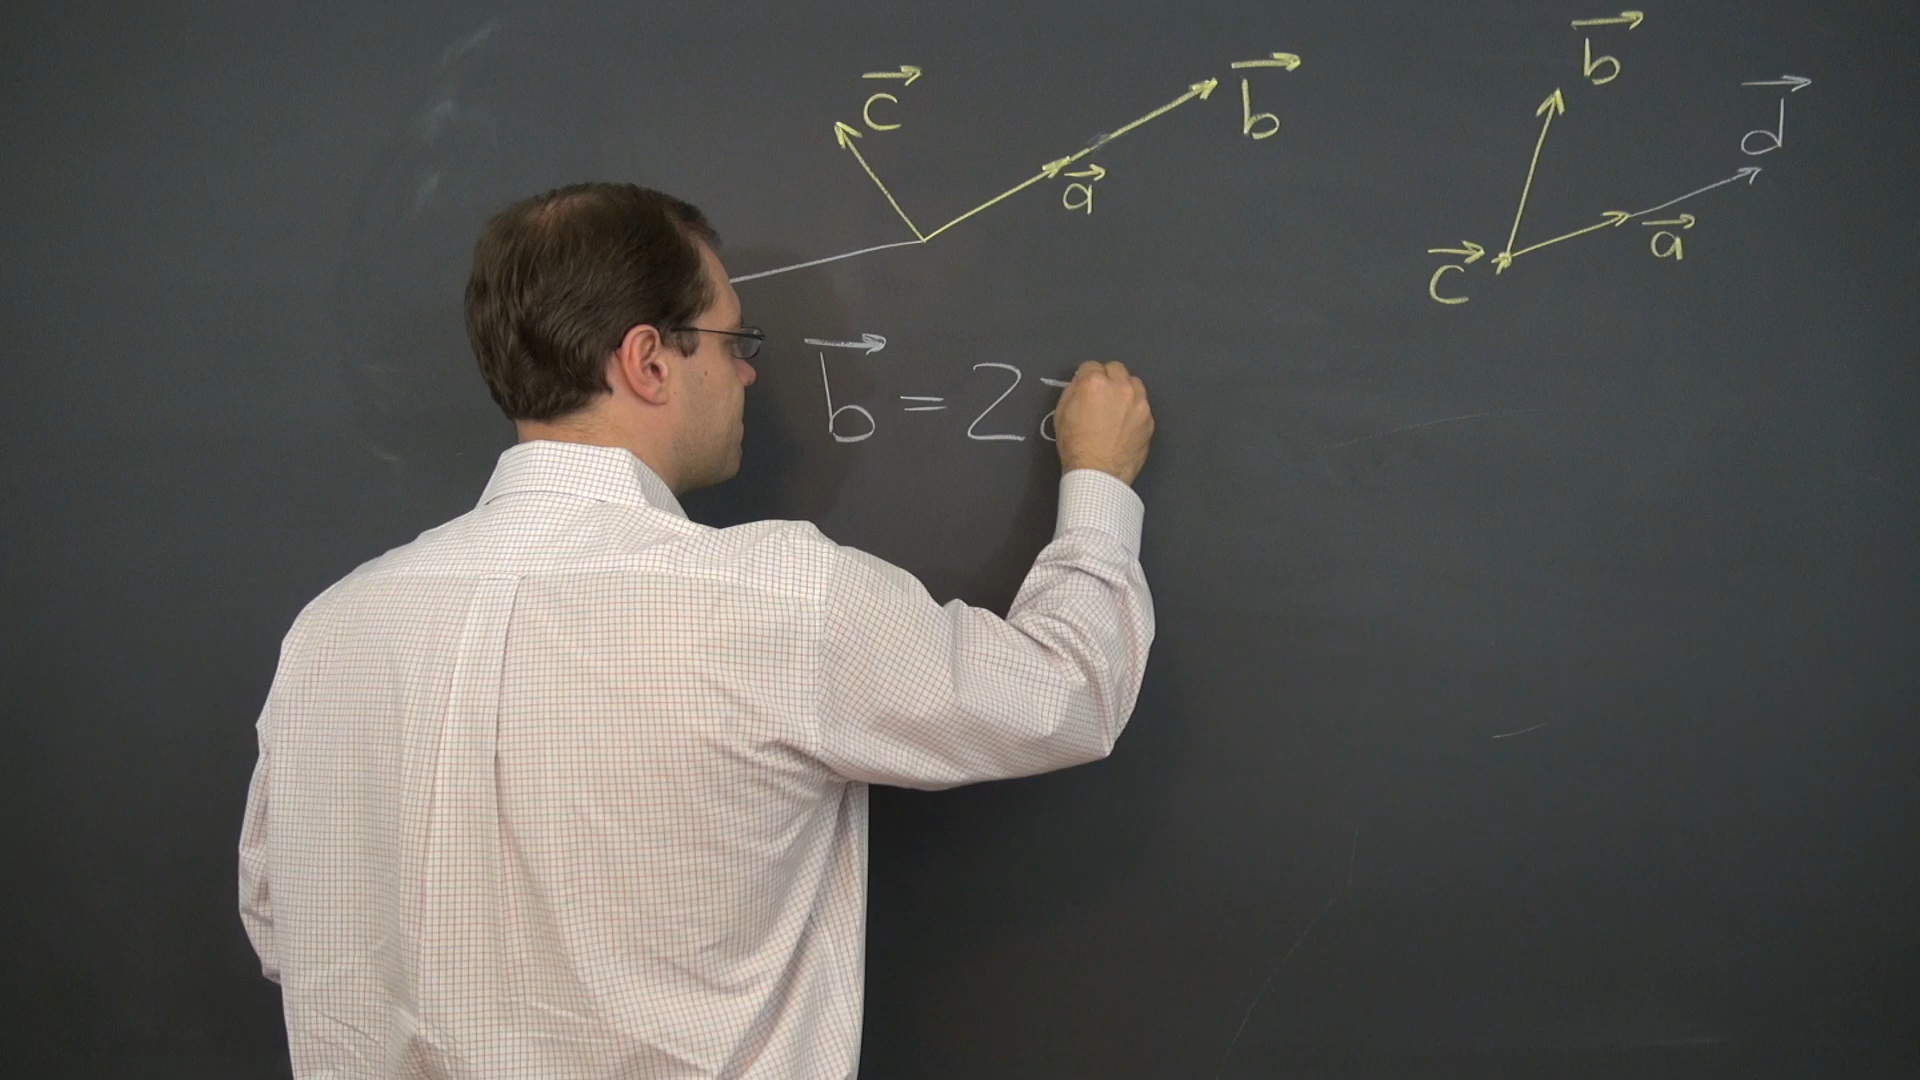 c⃗
b⃗
a⃗
b⃗
d⃗
c⃗
a⃗
b⃗ = 2